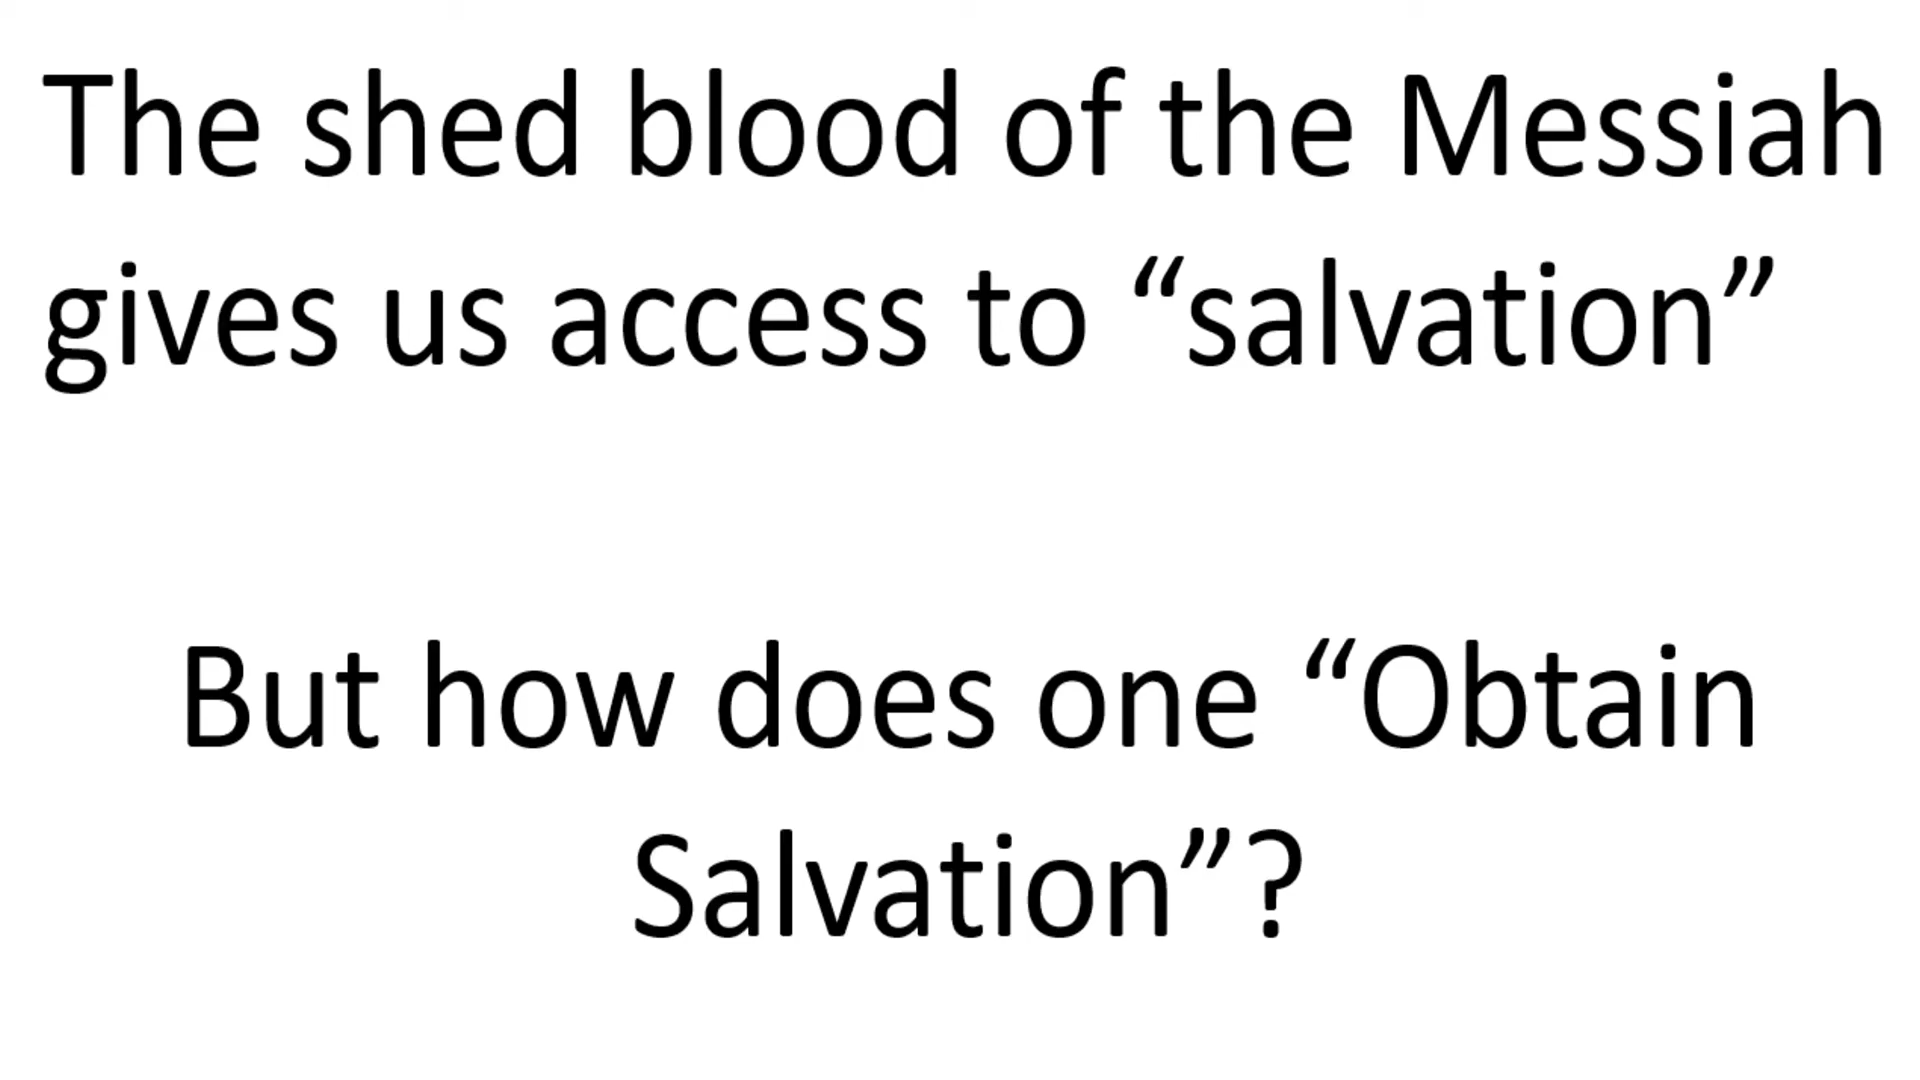 The shed blood of the Messiah
gives us access to “salvation”
But how does one “Obtain
Salvation”?